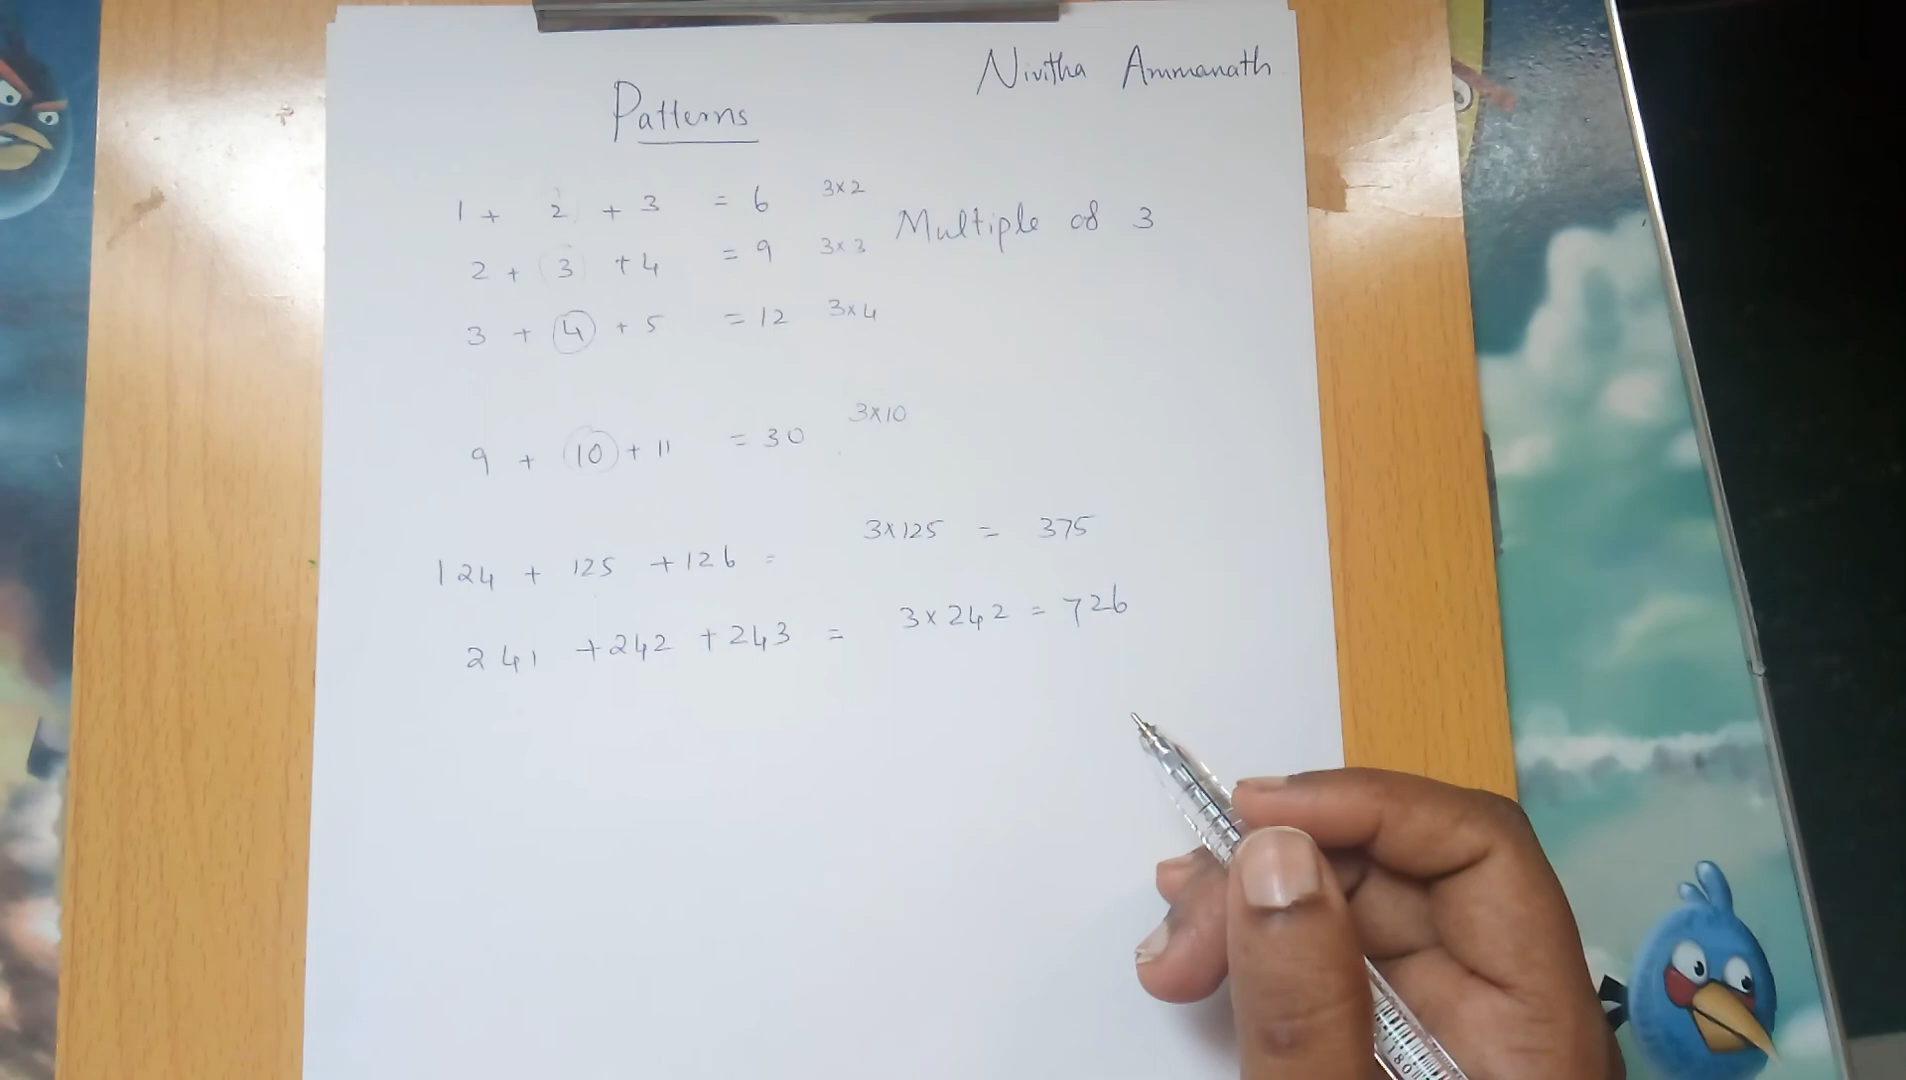 Nivitha Ammanath
Patterns
1 + 2 + 3 = 6 3x2
Multiple of 3
2 + 3 + 4 = 9 3x3
3 + 4 + 5 = 12 3x4
9 + 10 + 11 = 30 3x10
124 + 125 + 126 = 3x125 = 375
241 + 242 + 243 = 3x242 = 726